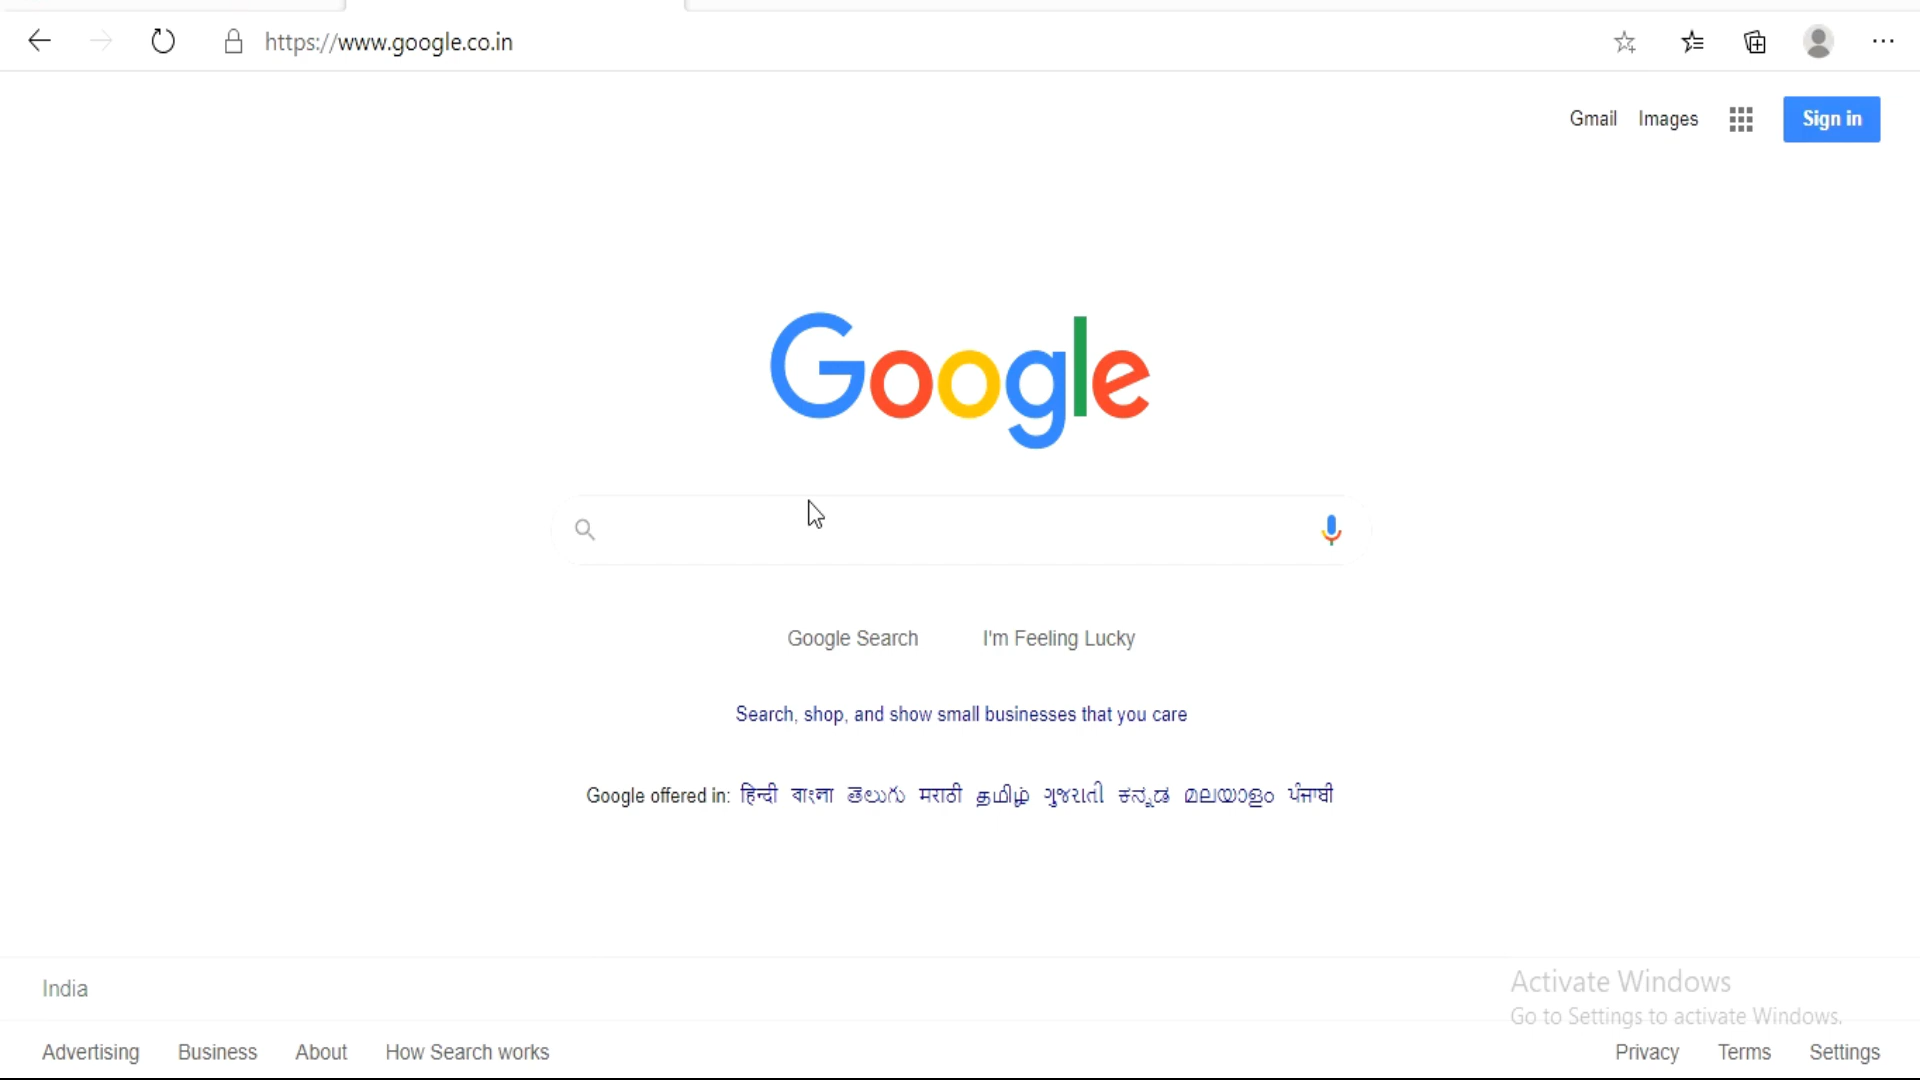 https://www.google.co.in
Gmail Images Sign in
Google
Google Search I'm Feeling Lucky
Search, shop, and show small businesses that you care
Google offered in: हिन्दी বাংলা తెలుగు मराठी தமிழ் ગુજરાતી ಕನ್ನಡ മലയാളം ਪੰਜਾਬੀ
India
Activate Windows
Go to Settings to activate Windows.
Advertising Business About How Search works Privacy Terms Settings